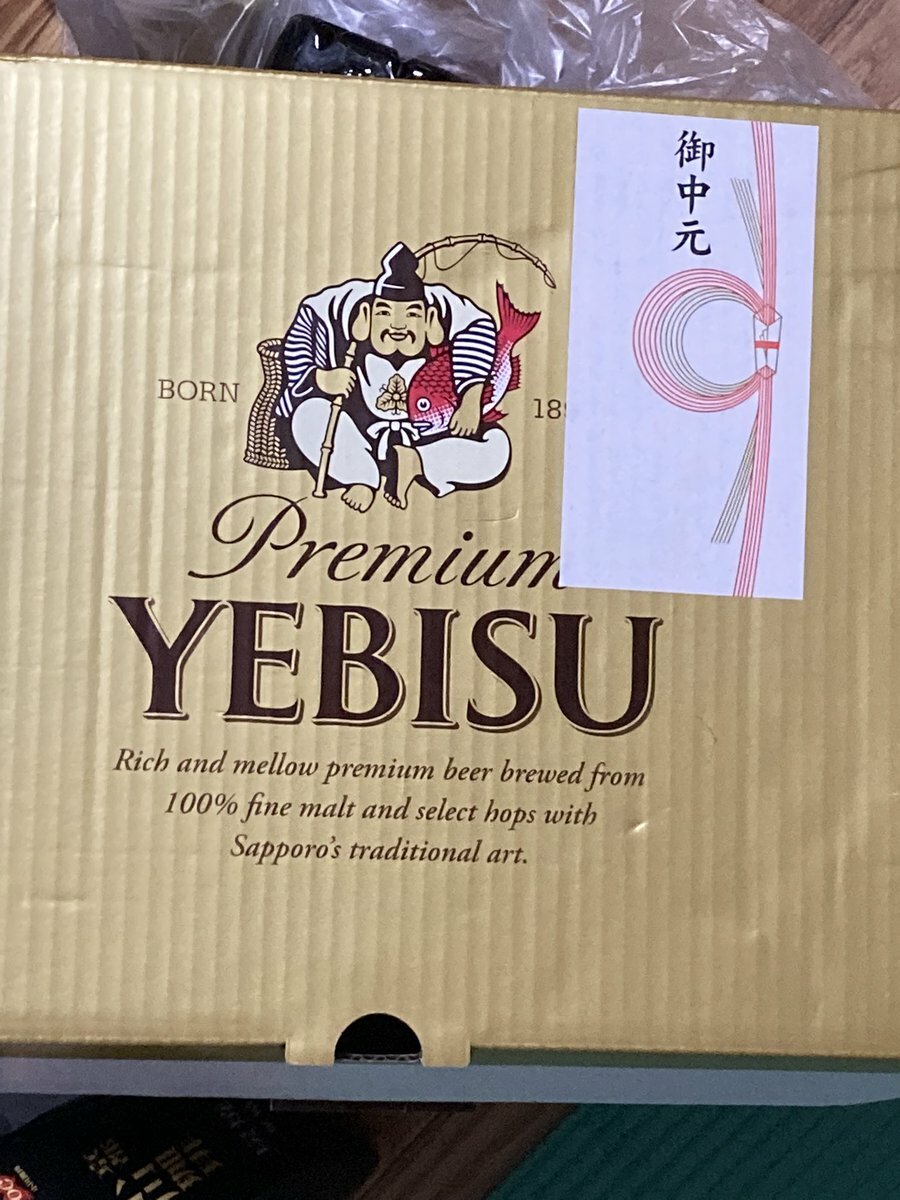 御中元
BORN 189
Premium
YEBISU
Rich and mellow premium beer brewed from
100% fine malt and select hops with
Sapporo's traditional art.